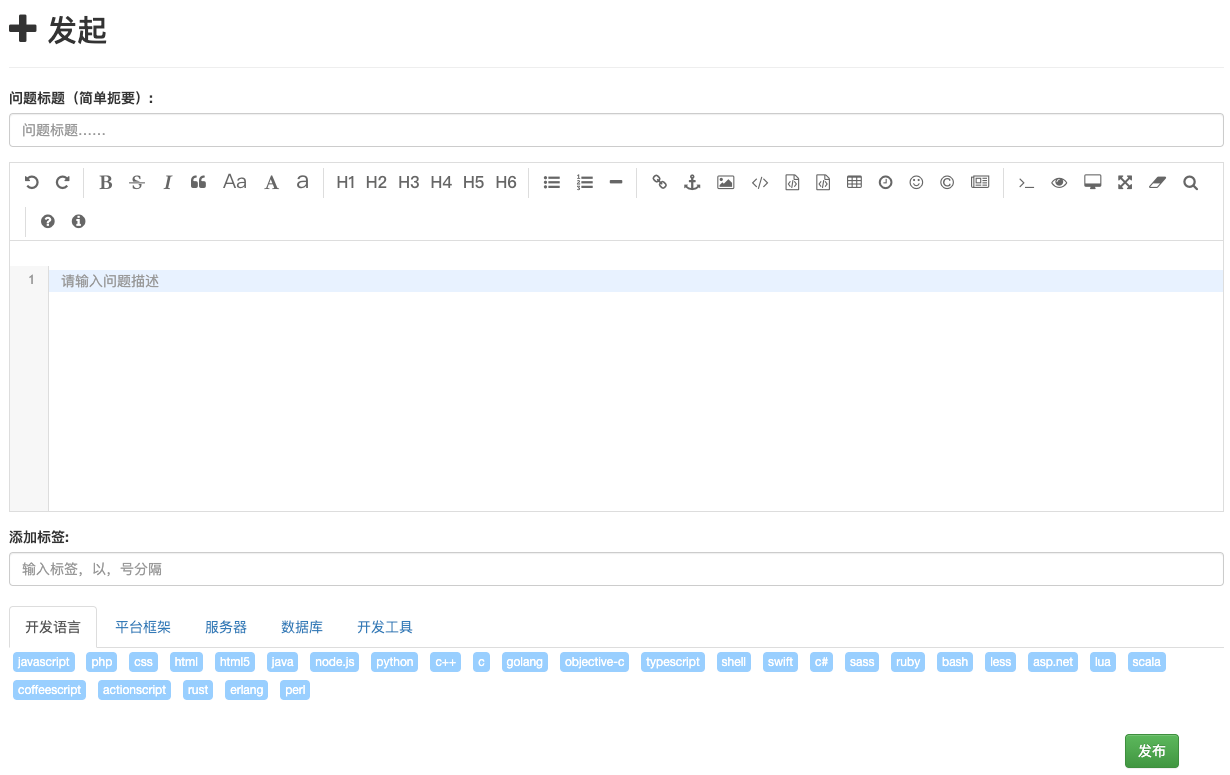 发起
问题标题（简单扼要）:
问题标题……
B S I Aa A a H1 H2 H3 H4 H5 H6
1 请输入问题描述
添加标签:
输入标签，以，号分隔
开发语言 平台框架 服务器 数据库 开发工具
javascript php css html html5 java node.js python c++ c golang objective-c typescript shell swift c# sass ruby bash less asp.net lua scala
coffeescript actionscript rust erlang perl
发布